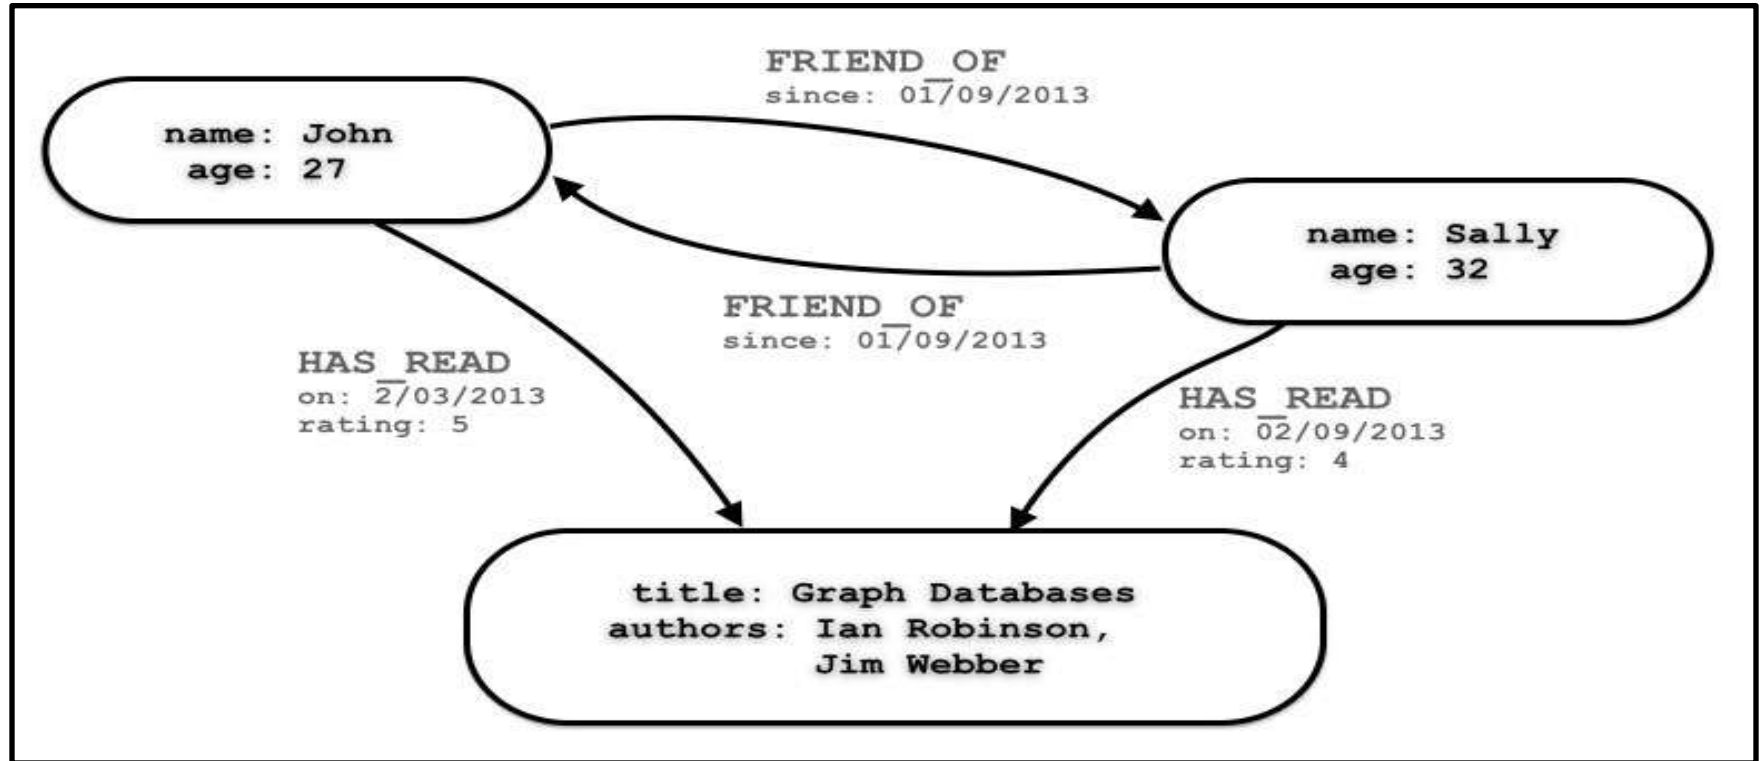 FRIEND_OF
since: 01/09/2013
name: John
age: 27
name: Sally
age: 32
FRIEND_OF
since: 01/09/2013
HAS_READ
on: 2/03/2013
rating: 5
HAS_READ
on: 02/09/2013
rating: 4
title: Graph Databases
authors: Ian Robinson,
Jim Webber